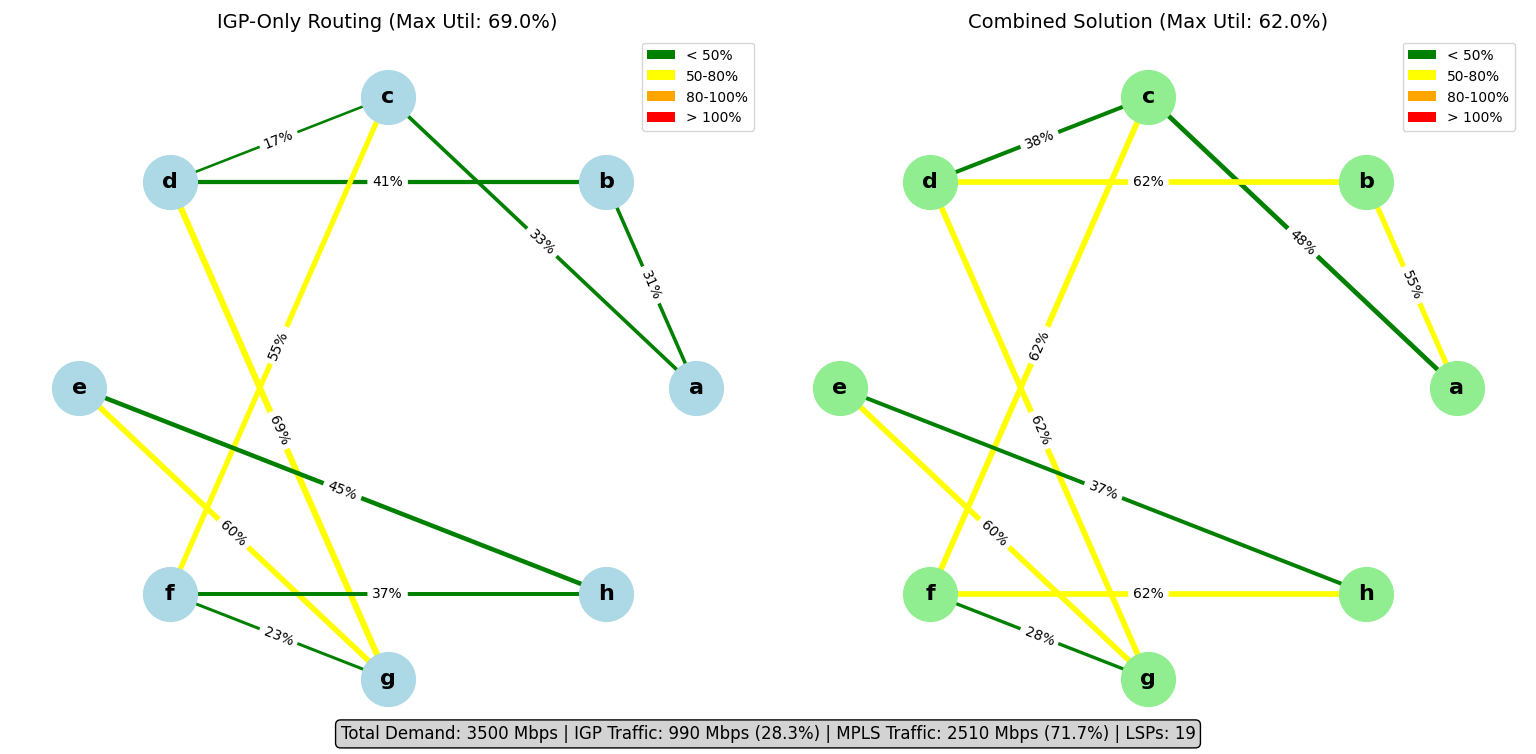 IGP-Only Routing (Max Util: 69.0%)
< 50%
50-80%
80-100%
> 100%
c
17%
d
41%
b
33%
31%
55%
e
a
69%
45%
60%
f
37%
h
23%
g
Combined Solution (Max Util: 62.0%)
< 50%
50-80%
80-100%
> 100%
c
38%
d
62%
b
48%
55%
62%
e
a
62%
37%
60%
f
62%
h
28%
g
Total Demand: 3500 Mbps | IGP Traffic: 990 Mbps (28.3%) | MPLS Traffic: 2510 Mbps (71.7%) | LSPs: 19